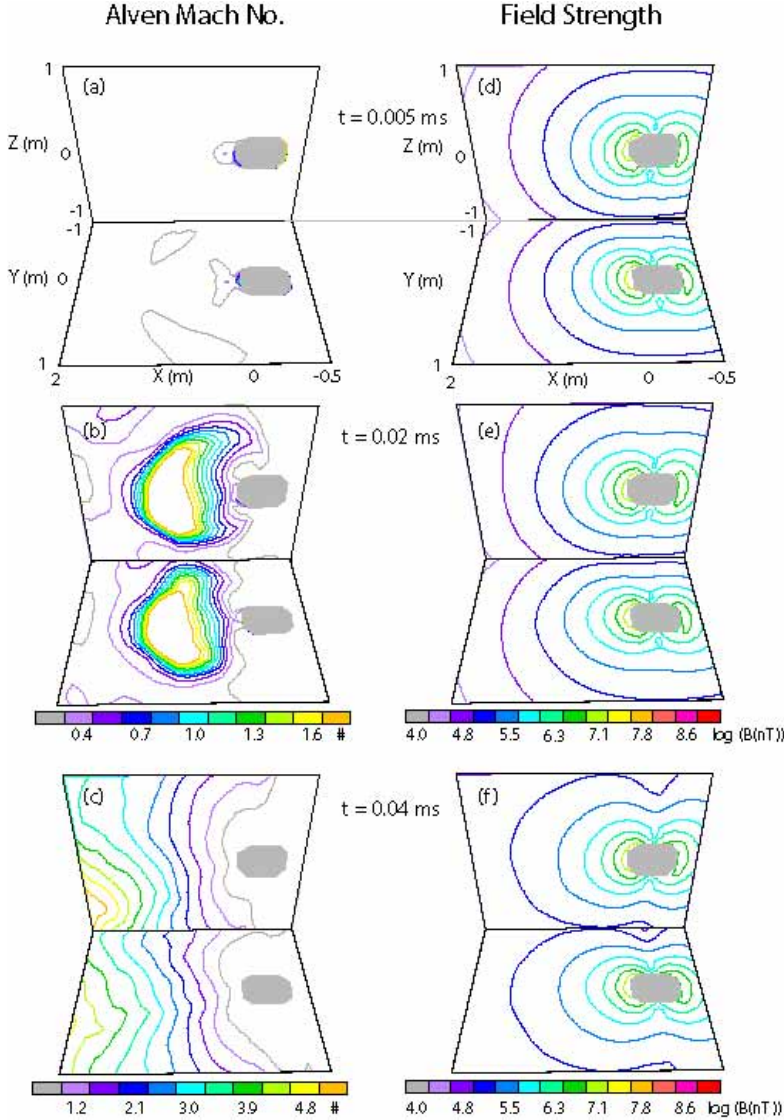 Alven Mach No.
Field Strength
1
(a)
1
(d)
t = 0.005 ms
Z (m) 0
Z (m) 0
-1
-1
-1
-1
Y (m) 0
Y (m)
1
1
2 X (m) 0 -0.5
2 X (m) 0 -0.5
(b)
t = 0.02 ms
(e)
0.4 0.7 1.0 1.3 1.6 #
4.0 4.8 5.5 6.3 7.1 7.8 8.6 log (B(nT))
(c)
t = 0.04 ms
(f)
1.2 2.1 3.0 3.9 4.8 #
4.0 4.8 5.5 6.3 7.1 7.8 8.6 log (B(nT))